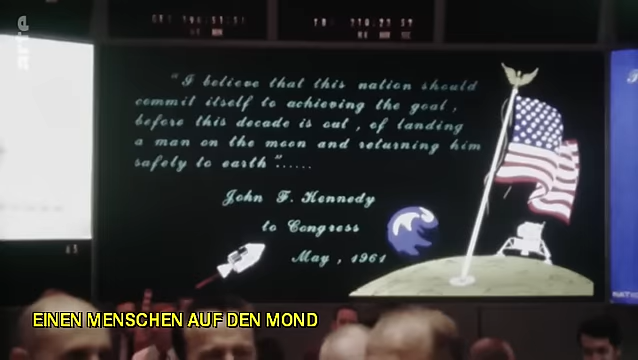 arte
“I believe that this nation should
commit itself to achieving the goal,
before this decade is out, of landing
a man on the moon and returning him
safely to earth”......
John F. Kennedy
to Congress
May, 1961
EINEN MENSCHEN AUF DEN MOND